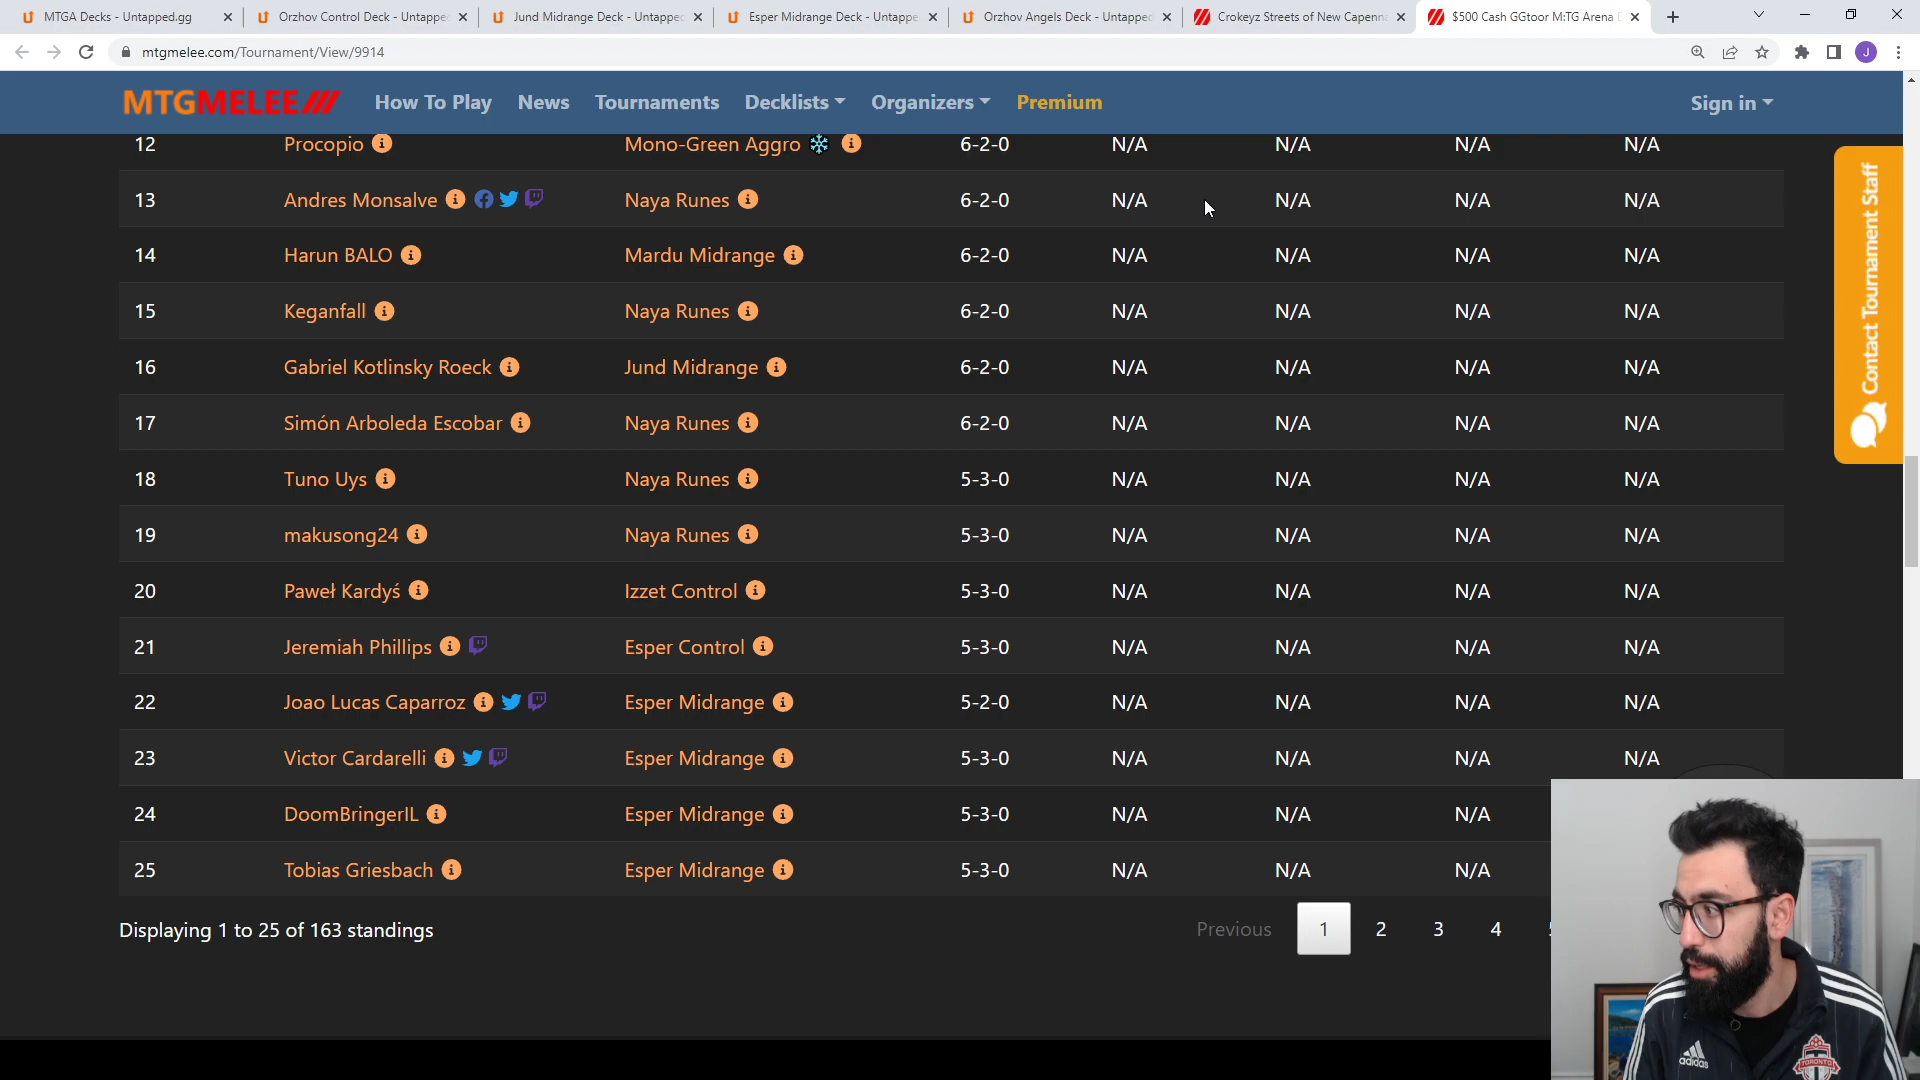 MTGA Decks - Untapped.gg
Orzhov Control Deck - Untappe
Jund Midrange Deck - Untapped
Esper Midrange Deck - Untappe
Orzhov Angels Deck - Untapped
Crokeyz Streets of New Capenn
$500 Cash GGtoor M:TG Arena
mtgmelee.com/Tournament/View/9914
J
MTGMELEE
How To Play
News
Tournaments
Decklists
Organizers
Premium
Sign in
12 Procopio Mono-Green Aggro 6-2-0 N/A N/A N/A N/A
13 Andres Monsalve Naya Runes 6-2-0 N/A N/A N/A N/A
14 Harun BALO Mardu Midrange 6-2-0 N/A N/A N/A N/A
15 Keganfall Naya Runes 6-2-0 N/A N/A N/A N/A
16 Gabriel Kotlinsky Roeck Jund Midrange 6-2-0 N/A N/A N/A N/A
17 Simón Arboleda Escobar Naya Runes 6-2-0 N/A N/A N/A N/A
18 Tuno Uys Naya Runes 5-3-0 N/A N/A N/A N/A
19 makusong24 Naya Runes 5-3-0 N/A N/A N/A N/A
20 Paweł Kardyś Izzet Control 5-3-0 N/A N/A N/A N/A
21 Jeremiah Phillips Esper Control 5-3-0 N/A N/A N/A N/A
22 Joao Lucas Caparroz Esper Midrange 5-2-0 N/A N/A N/A N/A
23 Victor Cardarelli Esper Midrange 5-3-0 N/A N/A N/A N/A
24 DoomBringerIL Esper Midrange 5-3-0 N/A N/A N/A
25 Tobias Griesbach Esper Midrange 5-3-0 N/A N/A N/A
Contact Tournament Staff
Displaying 1 to 25 of 163 standings
Previous 1 2 3 4
adidas
TORONTO